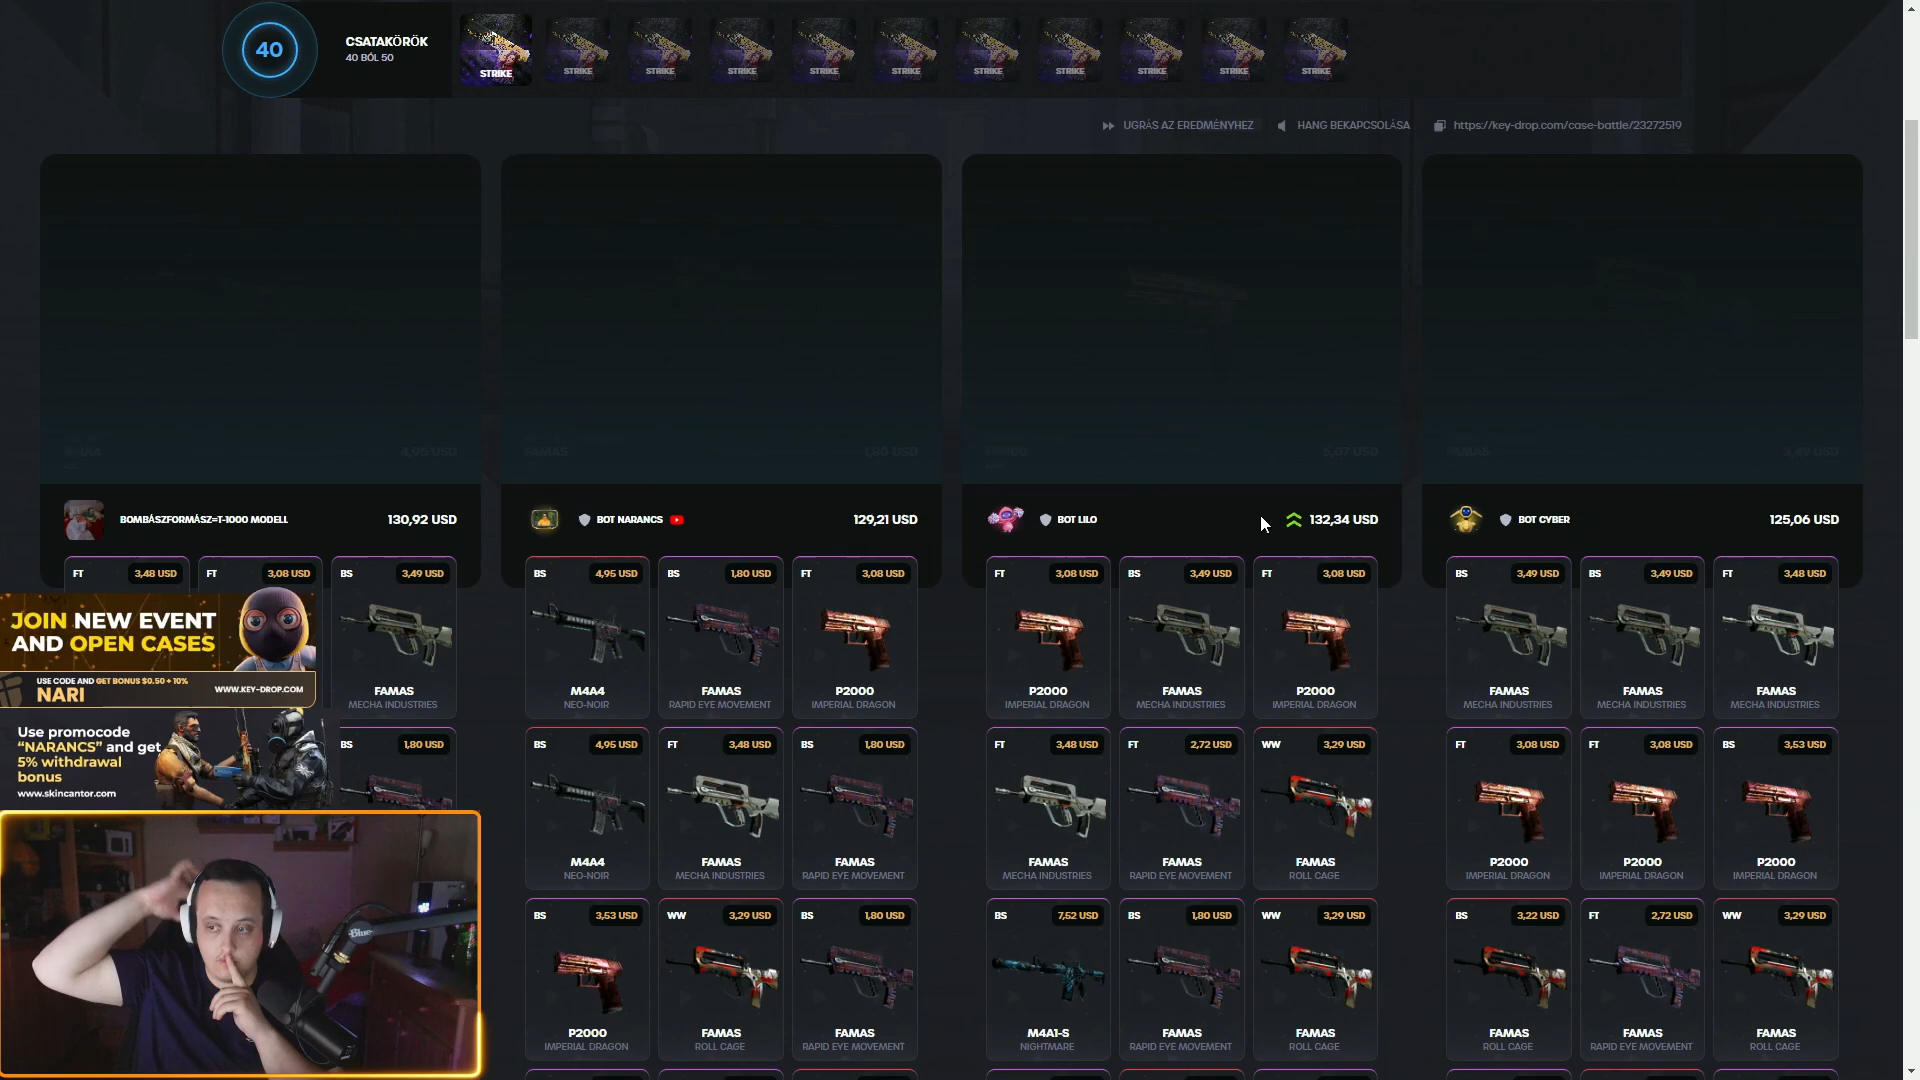 40
CSATAKÖRÖK
40 BÓL 50
STRIKE
STRIKE
STRIKE
STRIKE
STRIKE
STRIKE
STRIKE
STRIKE
STRIKE
STRIKE
STRIKE
UGRÁS AZ EREDMÉNYHEZ
HANG BEKAPCSOLÁSA
https://key-drop.com/case-battle/23272519
4,95 USD
FAMAS
1,80 USD
5,07 USD
FAMAS
3,49 USD
BOMBÁSZFORMÁSZ=T-1000 MODELL
130,92 USD
BOT NARANCS
129,21 USD
BOT LILO
132,34 USD
BOT CYBER
125,06 USD
FT 3,48 USD
FT 3,08 USD
BS 3,49 USD
BS 4,95 USD
BS 1,80 USD
FT 3,08 USD
FT 3,08 USD
BS 3,49 USD
FT 3,08 USD
BS 3,49 USD
BS 3,49 USD
FT 3,48 USD
JOIN NEW EVENT
AND OPEN CASES
USE CODE AND GET BONUS $0.50 + 10%
NARI
WWW.KEY-DROP.COM
FAMAS
MECHA INDUSTRIES
M4A4
NEO-NOIR
FAMAS
RAPID EYE MOVEMENT
P2000
IMPERIAL DRAGON
P2000
IMPERIAL DRAGON
FAMAS
MECHA INDUSTRIES
P2000
IMPERIAL DRAGON
FAMAS
MECHA INDUSTRIES
FAMAS
MECHA INDUSTRIES
FAMAS
MECHA INDUSTRIES
Use promocode
“NARANCS” and get
5% withdrawal
bonus
www.skincantor.com
BS 1,80 USD
BS 4,95 USD
FT 3,48 USD
BS 1,80 USD
FT 3,48 USD
FT 2,72 USD
WW 3,29 USD
FT 3,08 USD
FT 3,08 USD
BS 3,53 USD
M4A4
NEO-NOIR
FAMAS
MECHA INDUSTRIES
FAMAS
RAPID EYE MOVEMENT
FAMAS
MECHA INDUSTRIES
FAMAS
RAPID EYE MOVEMENT
FAMAS
ROLL CAGE
P2000
IMPERIAL DRAGON
P2000
IMPERIAL DRAGON
P2000
IMPERIAL DRAGON
BS 3,53 USD
WW 3,29 USD
BS 1,80 USD
BS 7,52 USD
BS 1,80 USD
WW 3,29 USD
BS 3,22 USD
FT 2,72 USD
WW 3,29 USD
Blue
P2000
IMPERIAL DRAGON
FAMAS
ROLL CAGE
FAMAS
RAPID EYE MOVEMENT
M4A1-S
NIGHTMARE
FAMAS
RAPID EYE MOVEMENT
FAMAS
ROLL CAGE
FAMAS
ROLL CAGE
FAMAS
RAPID EYE MOVEMENT
FAMAS
ROLL CAGE